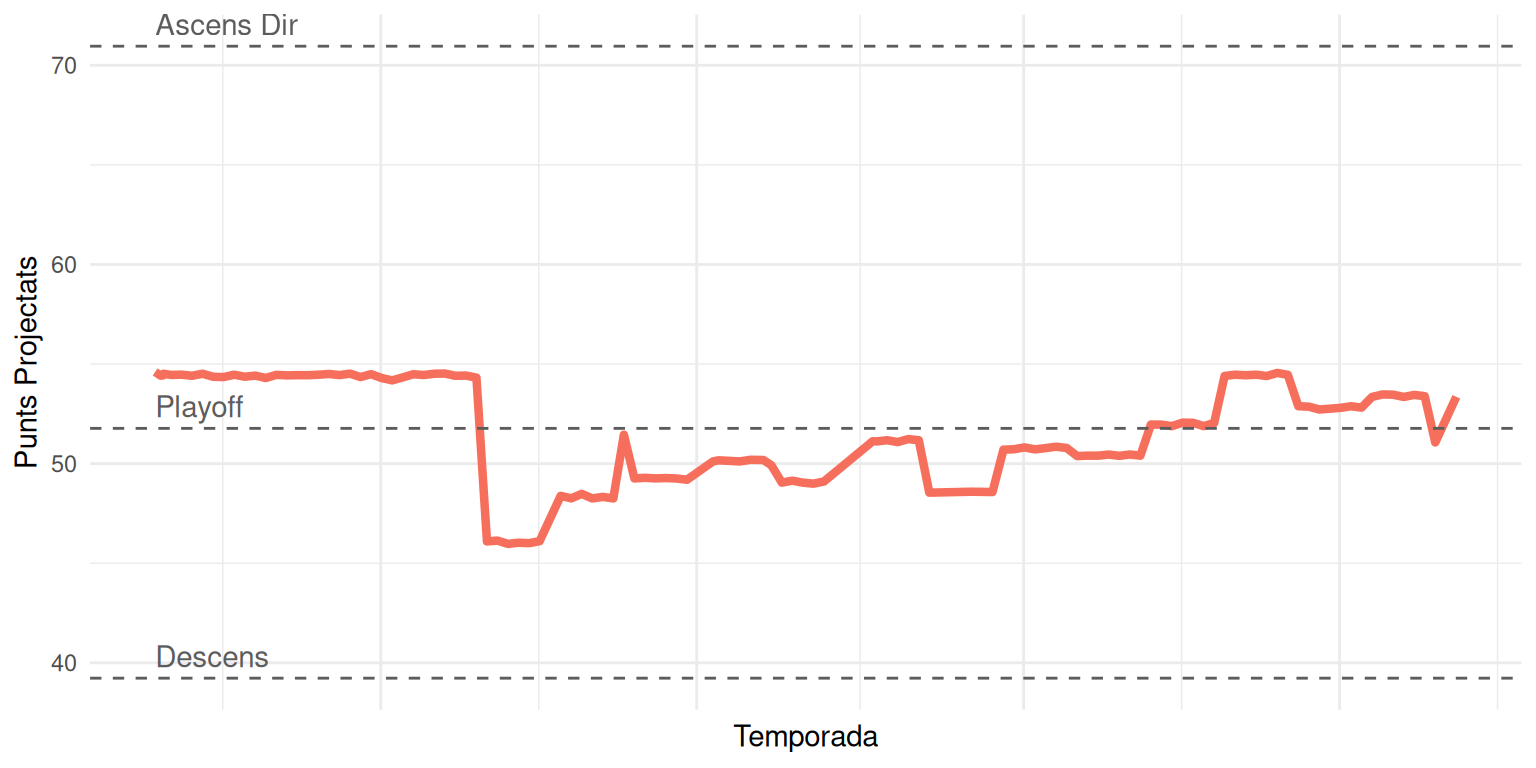 Ascens Dir
70
60
Punts Projectats
Playoff
50
Descens
40
Temporada